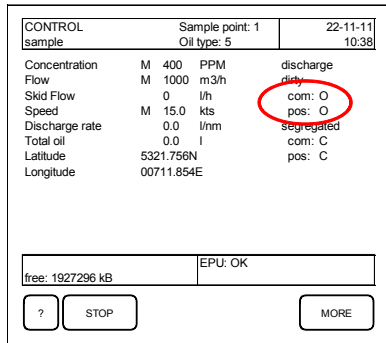 CONTROL Sample point: 1 22-11-11
sample Oil type: 5 10:38
Concentration M 400 PPM discharge
Flow M 1000 m3/h dirty
Skid Flow 0 l/h com: O
Speed M 15.0 kts pos: O
Discharge rate 0.0 l/nm segregated
Total oil 0.0 l com: C
Latitude 5321.756N pos: C
Longitude 00711.854E
EPU: OK
free: 1927296 kB
? STOP MORE